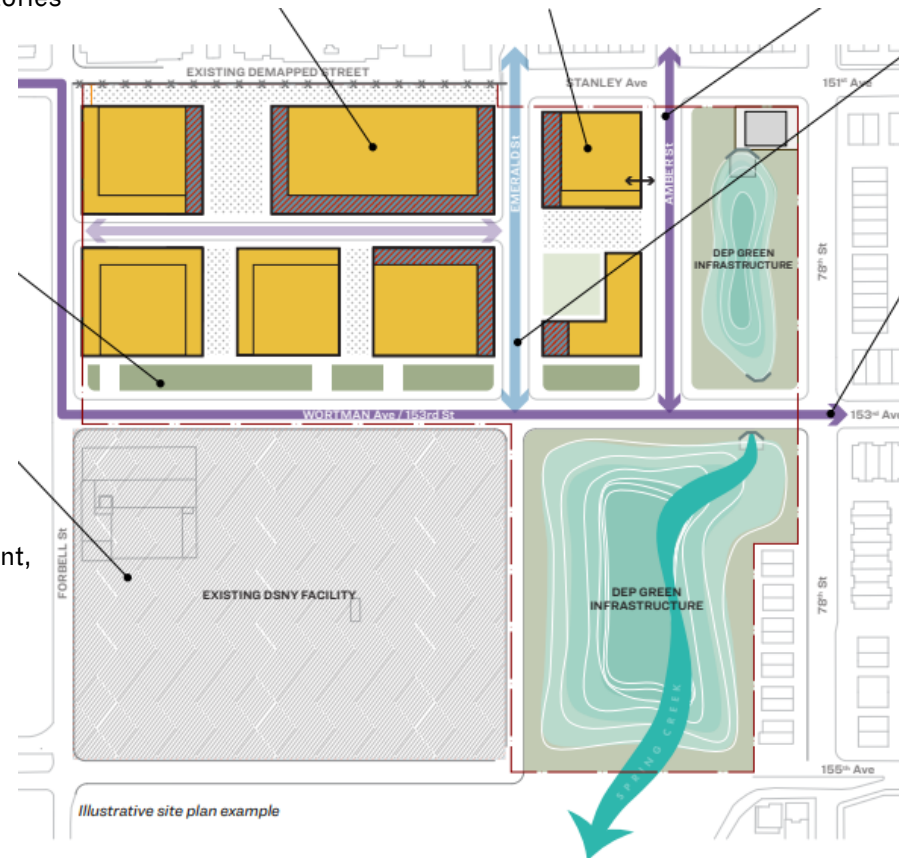 ories
EXISTING DEMAPPED STREET
STANLEY Ave
151st Ave
EMERALD St
AMBER St
DEP GREEN
INFRASTRUCTURE
78th St
WORTMAN Ave / 153rd St
153rd Ave
FORBELL St
nt,
EXISTING DSNY FACILITY
DEP GREEN
INFRASTRUCTURE
78th St
SPRING CREEK
155th Ave
Illustrative site plan example